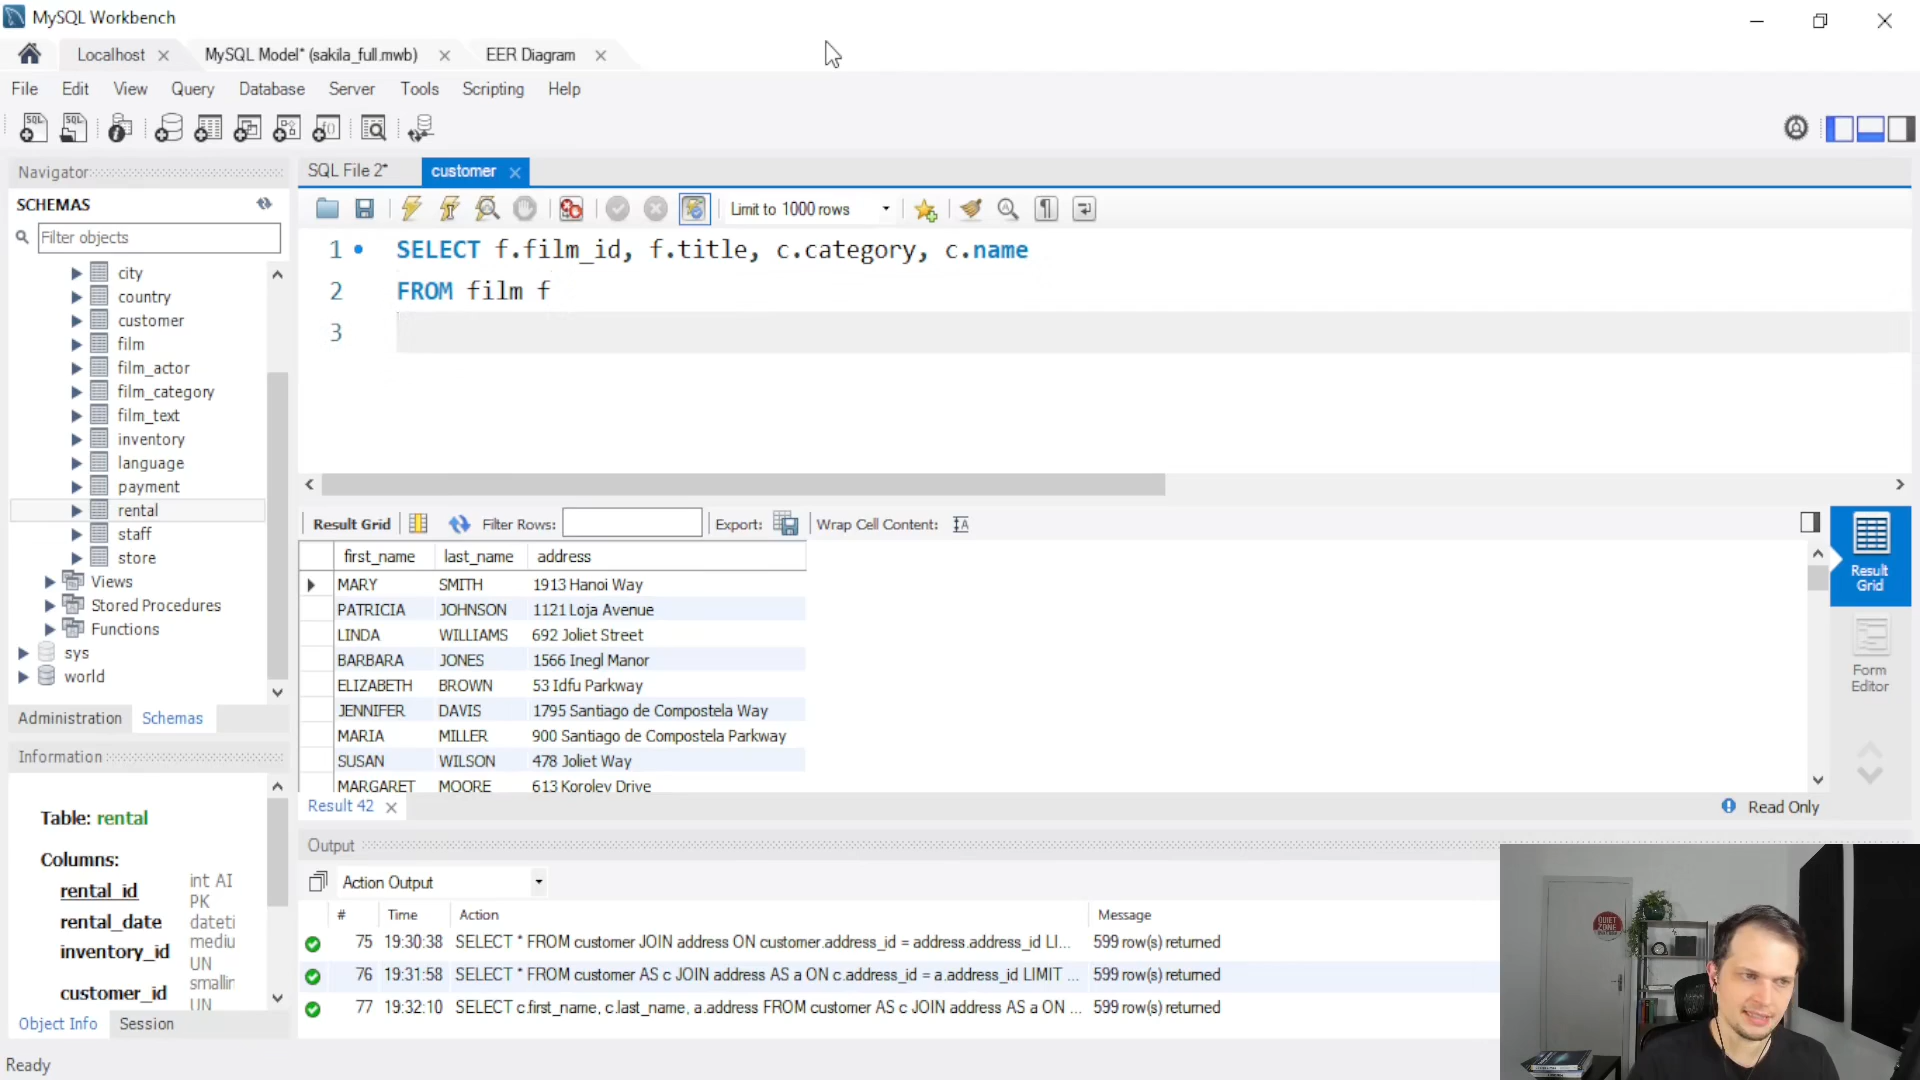 MySQL Workbench
Localhost
MySQL Model* (sakila_full.mwb)
EER Diagram
File Edit View Query Database Server Tools Scripting Help
Navigator
SCHEMAS
Filter objects
city
country
customer
film
film_actor
film_category
film_text
inventory
language
payment
rental
staff
store
Views
Stored Procedures
Functions
sys
world
Administration Schemas
Information
Table: rental
Columns:
rental_id int AI
PK
rental_date dateti
inventory_id mediu
UN
customer_id smallin
UN
Object Info Session
Ready
SQL File 2*
customer
Limit to 1000 rows
1 SELECT f.film_id, f.title, c.category, c.name
2 FROM film f
3
Result Grid Filter Rows: Export: Wrap Cell Content:
first_name last_name address
MARY SMITH 1913 Hanoi Way
PATRICIA JOHNSON 1121 Loja Avenue
LINDA WILLIAMS 692 Joliet Street
BARBARA JONES 1566 Inegl Manor
ELIZABETH BROWN 53 Idfu Parkway
JENNIFER DAVIS 1795 Santiago de Compostela Way
MARIA MILLER 900 Santiago de Compostela Parkway
SUSAN WILSON 478 Joliet Way
MARGARET MOORE 613 Korolev Drive
Result
Grid
Form
Editor
Result 42
Read Only
Output
Action Output
# Time Action Message
75 19:30:38 SELECT * FROM customer JOIN address ON customer.address_id = address.address_id LI... 599 row(s) returned
76 19:31:58 SELECT * FROM customer AS c JOIN address AS a ON c.address_id = a.address_id LIMIT ... 599 row(s) returned
77 19:32:10 SELECT c.first_name, c.last_name, a.address FROM customer AS c JOIN address AS a ON ... 599 row(s) returned
QUIET
ZONE